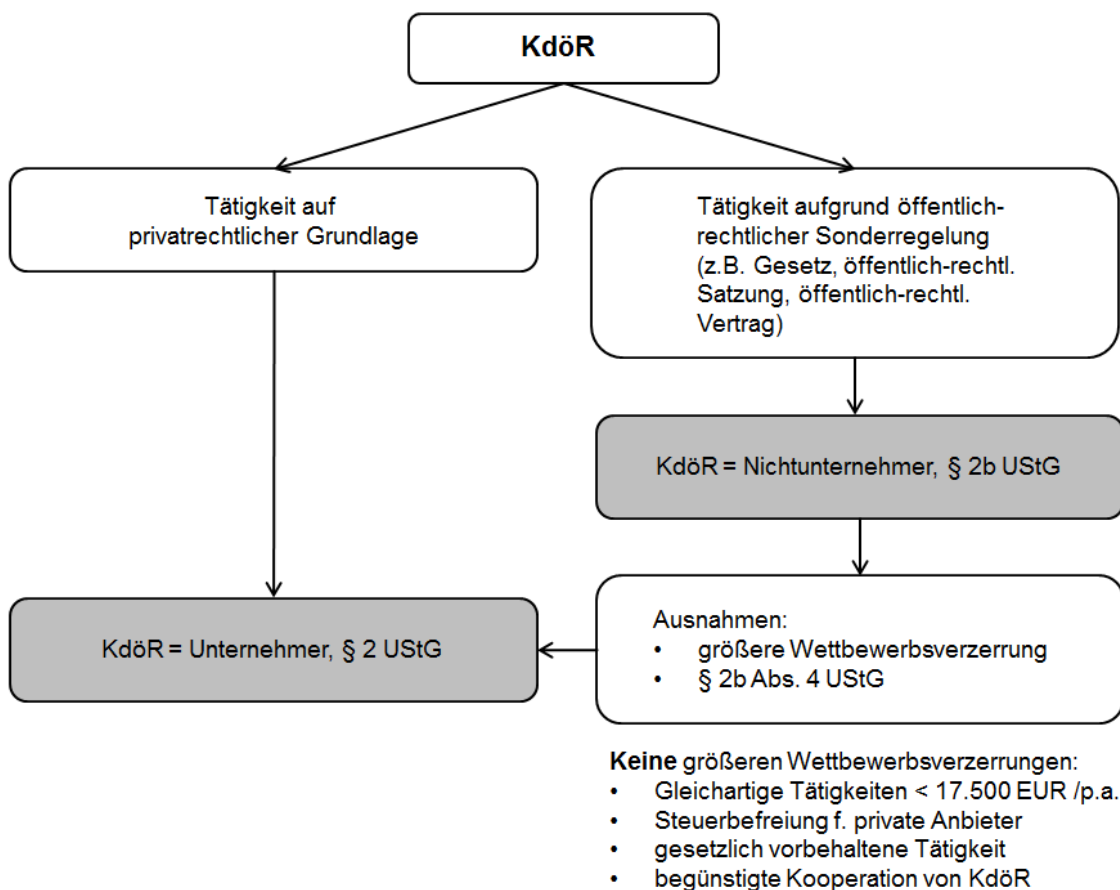 KdöR
Tätigkeit auf
privatrechtlicher Grundlage
Tätigkeit aufgrund öffentlich-
rechtlicher Sonderregelung
(z.B. Gesetz, öffentlich-rechtl.
Satzung, öffentlich-rechtl.
Vertrag)
KdöR = Nichtunternehmer, § 2b UStG
KdöR = Unternehmer, § 2 UStG
Ausnahmen:
• größere Wettbewerbsverzerrung
• § 2b Abs. 4 UStG
Keine größeren Wettbewerbsverzerrungen:
• Gleichartige Tätigkeiten < 17.500 EUR /p.a.
• Steuerbefreiung f. private Anbieter
• gesetzlich vorbehaltene Tätigkeit
• begünstigte Kooperation von KdöR